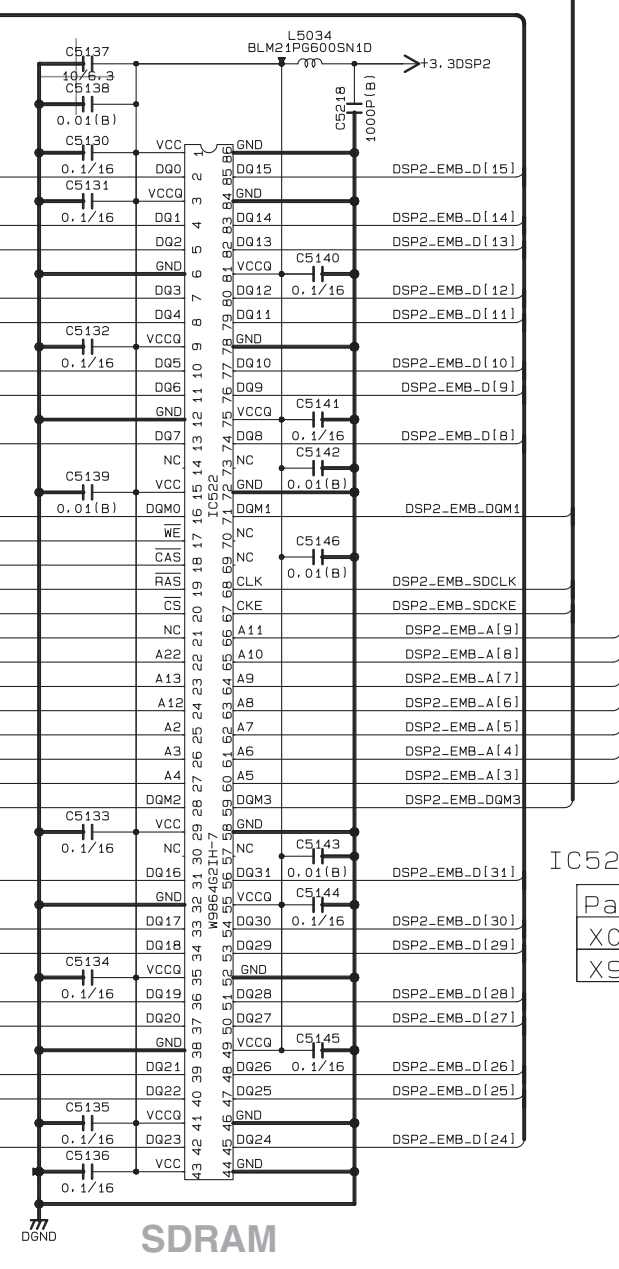 L5034
BLM21PG600SN1D
+3.3DSP2
C5137
10/6.3
C5138
0.01(B)
C5218
1000P(B)
C5130
0.1/16
VCC 1 86 GND
DQ0 2 85 DQ15 DSP2_EMB_D[15]
C5131
0.1/16
VCCQ 3 84 GND
DQ1 4 83 DQ14 DSP2_EMB_D[14]
DQ2 5 82 DQ13 DSP2_EMB_D[13]
GND 6 81 VCCQ
C5140
0.1/16
DQ3 7 80 DQ12 DSP2_EMB_D[12]
DQ4 8 79 DQ11 DSP2_EMB_D[11]
C5132
0.1/16
VCCQ 9 78 GND
DQ5 10 77 DQ10 DSP2_EMB_D[10]
DQ6 11 76 DQ9 DSP2_EMB_D[9]
GND 12 75 VCCQ
C5141
0.1/16
DQ7 13 74 DQ8 DSP2_EMB_D[8]
NC 14 73 NC
C5142
0.01(B)
C5139
0.01(B)
VCC 15 72 GND
IC522
DQM0 16 71 DQM1 DSP2_EMB_DQM1
WE 17 70 NC
CAS 18 69 NC
C5146
0.01(B)
RAS 19 68 CLK DSP2_EMB_SDCLK
CS 20 67 CKE DSP2_EMB_SDCKE
NC 21 66 A11 DSP2_EMB_A[9]
A22 22 65 A10 DSP2_EMB_A[8]
A13 23 64 A9 DSP2_EMB_A[7]
A12 24 63 A8 DSP2_EMB_A[6]
A2 25 62 A7 DSP2_EMB_A[5]
A3 26 61 A6 DSP2_EMB_A[4]
A4 27 60 A5 DSP2_EMB_A[3]
DQM2 28 59 DQM3 DSP2_EMB_DQM3
C5133
0.1/16
VCC 29 58 GND
NC 30 57 NC
C5143
0.01(B)
W9864G2IH-7
DQ16 31 56 DQ31 DSP2_EMB_D[31]
GND 32 55 VCCQ
C5144
0.1/16
DQ17 33 54 DQ30 DSP2_EMB_D[30]
DQ18 34 53 DQ29 DSP2_EMB_D[29]
C5134
0.1/16
VCCQ 35 52 GND
DQ19 36 51 DQ28 DSP2_EMB_D[28]
DQ20 37 50 DQ27 DSP2_EMB_D[27]
GND 38 49 VCCQ
C5145
0.1/16
DQ21 39 48 DQ26 DSP2_EMB_D[26]
DQ22 40 47 DQ25 DSP2_EMB_D[25]
C5135
0.1/16
VCCQ 41 46 GND
DQ23 42 45 DQ24 DSP2_EMB_D[24]
C5136
0.1/16
VCC 43 44 GND
DGND
SDRAM
IC52
Pa
X0
X9